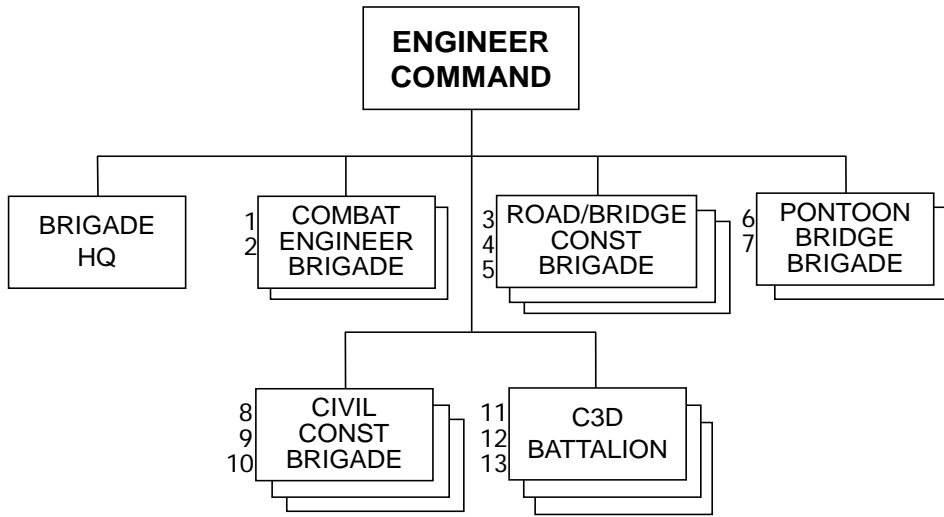 ENGINEER
COMMAND
BRIGADE
HQ
1
2
COMBAT
ENGINEER
BRIGADE
3
4
5
ROAD/BRIDGE
CONST
BRIGADE
6
7
PONTOON
BRIDGE
BRIGADE
8
9
10
CIVIL
CONST
BRIGADE
11
12
13
C3D
BATTALION